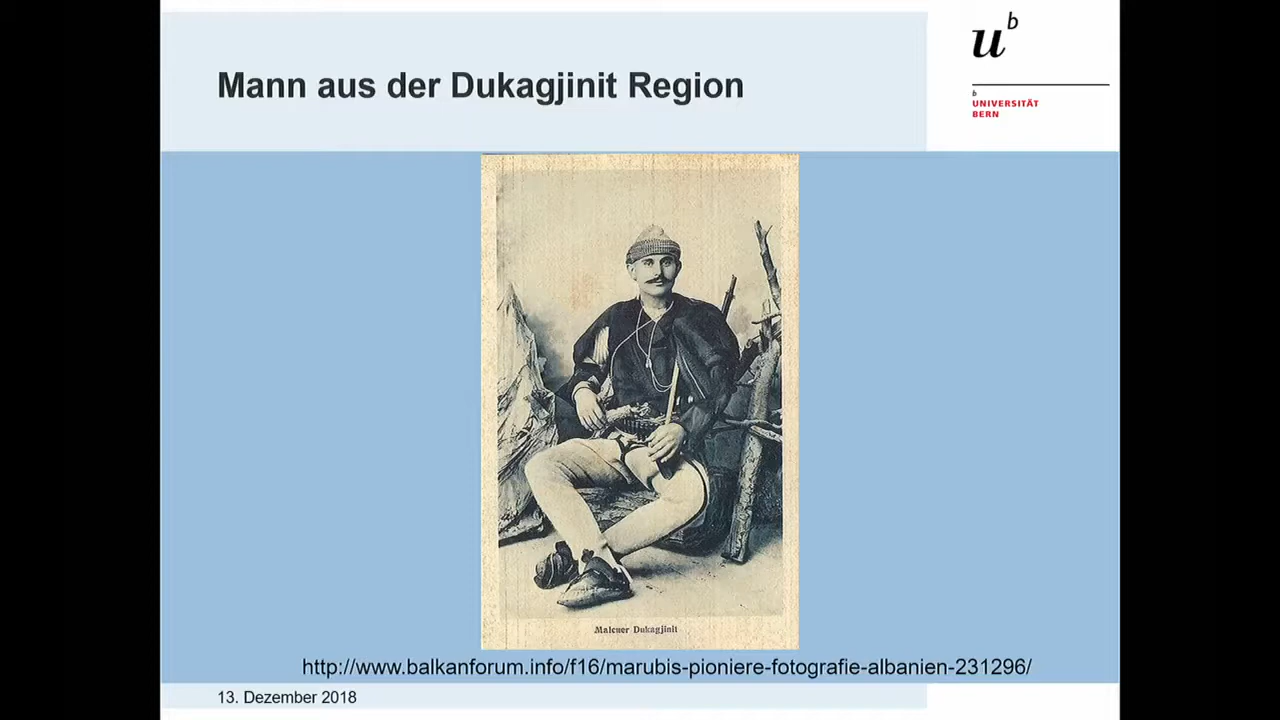 Mann aus der Dukagjinit Region
u
b
b
UNIVERSITÄT
BERN
Malcuer Dukagjinit
http://www.balkanforum.info/f16/marubis-pioniere-fotografie-albanien-231296/
13. Dezember 2018